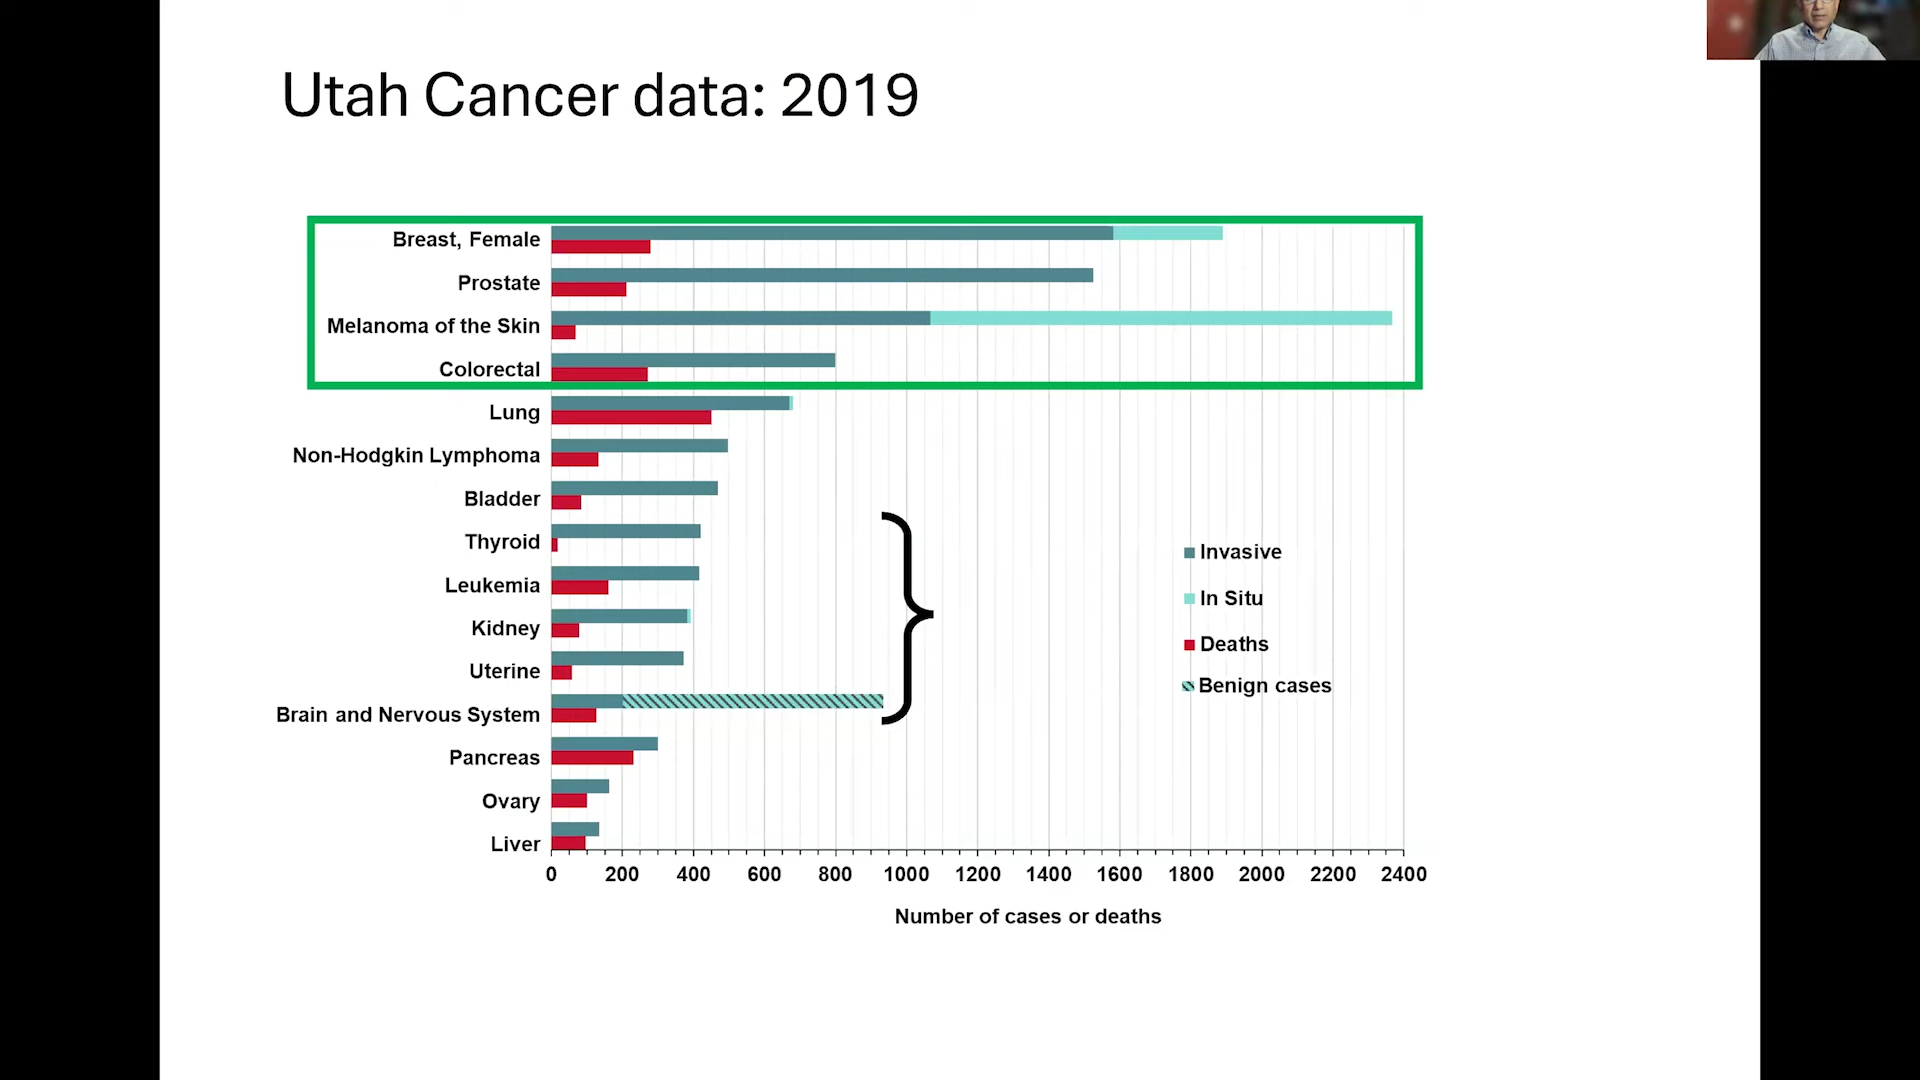 Utah Cancer data: 2019
Breast, Female
Prostate
Melanoma of the Skin
Colorectal
Lung
Non-Hodgkin Lymphoma
Bladder
Thyroid
Leukemia
Kidney
Uterine
Brain and Nervous System
Pancreas
Ovary
Liver
Invasive
In Situ
Deaths
Benign cases
0 200 400 600 800 1000 1200 1400 1600 1800 2000 2200 2400
Number of cases or deaths